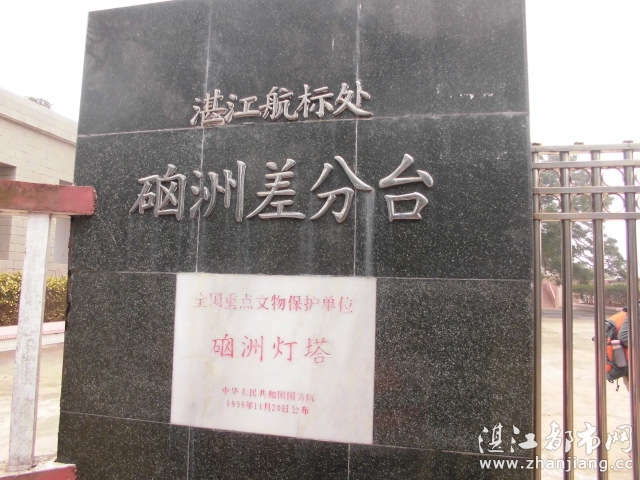 湛江航标处
硇洲差分台
全国重点文物保护单位
硇洲灯塔
中华人民共和国国务院
1996年11月20日公布
湛江都市网
www.zhanjiang.cc